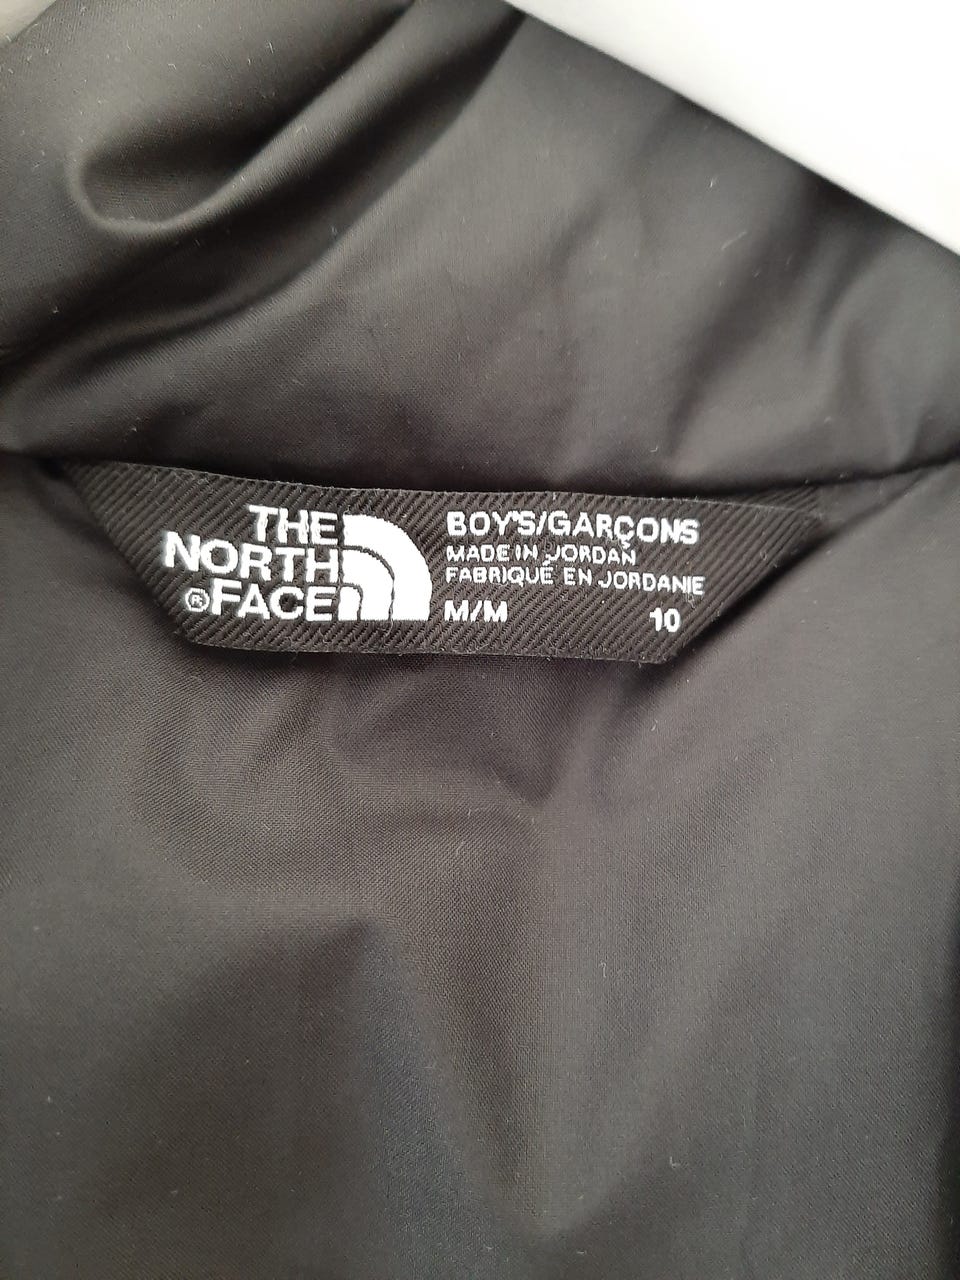 THE
NORTH
®FACE
BOY'S/GARÇONS
MADE IN JORDAN
FABRIQUÉ EN JORDANIE
M/M 10